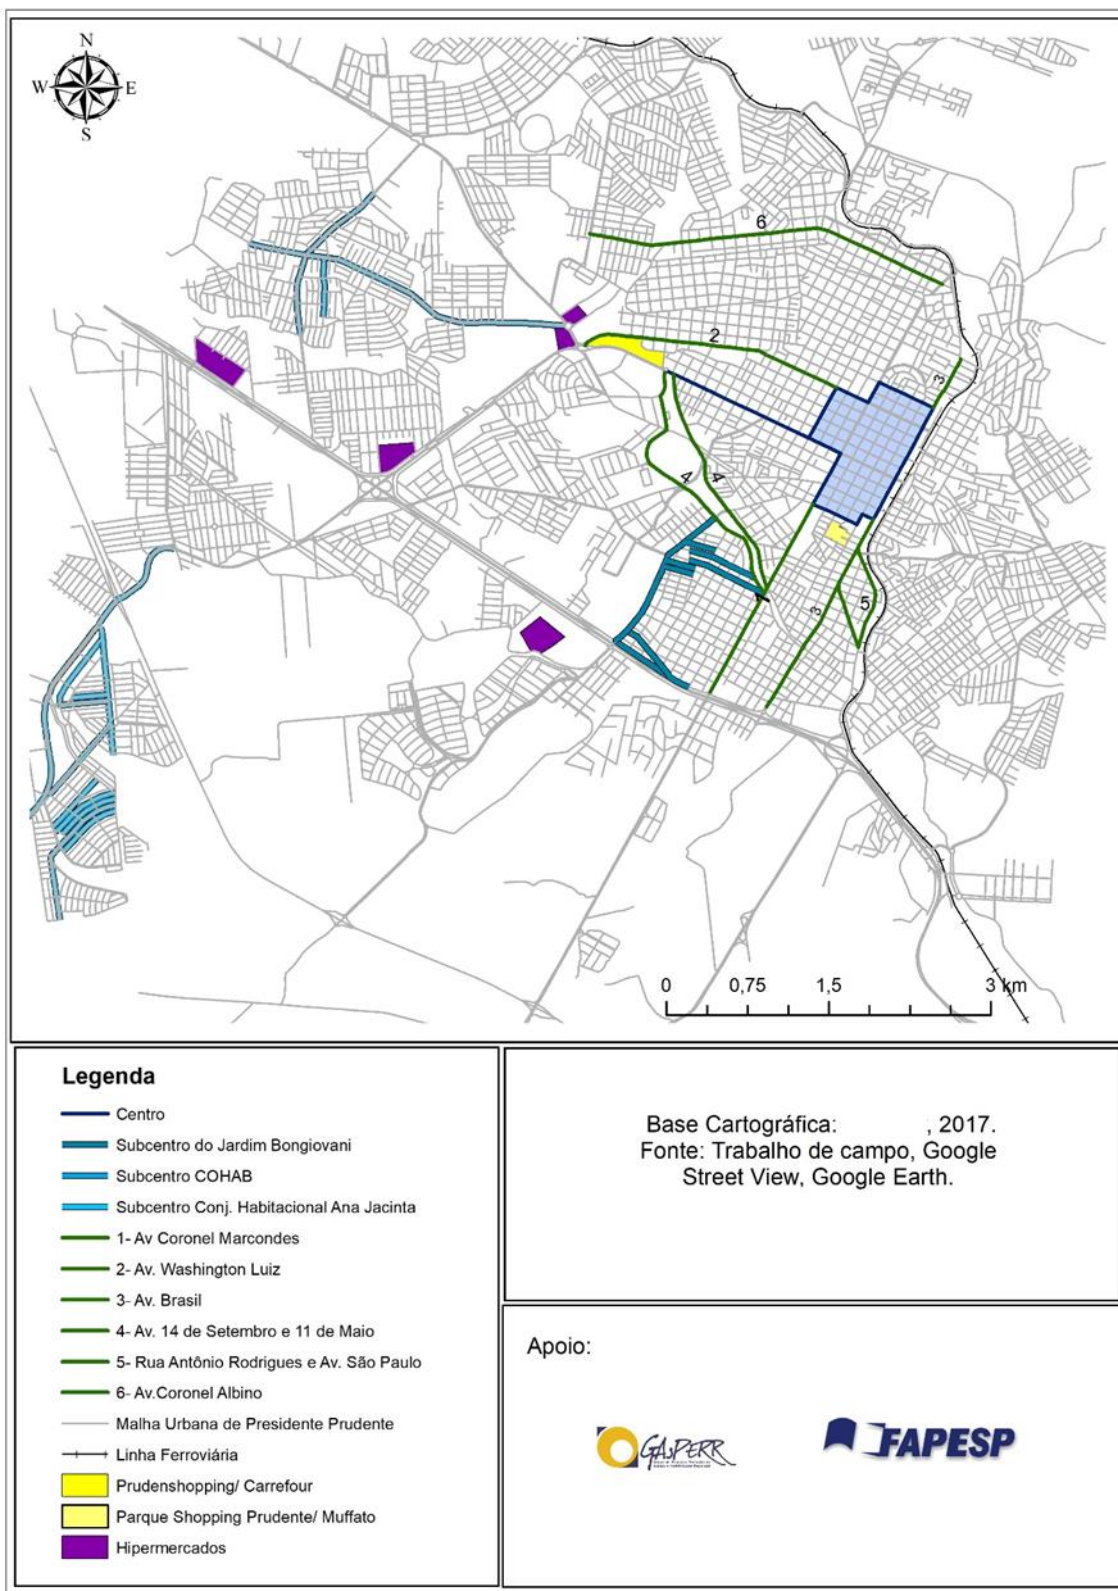 N
W E
S
6
2
3
4
4
1
3
5
0 0,75 1,5 3 km
Legenda
Centro
Subcentro do Jardim Bongiovani
Subcentro COHAB
Subcentro Conj. Habitacional Ana Jacinta
1- Av Coronel Marcondes
2- Av. Washington Luiz
3- Av. Brasil
4- Av. 14 de Setembro e 11 de Maio
5- Rua Antônio Rodrigues e Av. São Paulo
6- Av.Coronel Albino
Malha Urbana de Presidente Prudente
Linha Ferroviária
Prudenshopping/ Carrefour
Parque Shopping Prudente/ Muffato
Hipermercados
Base Cartográfica: , 2017.
Fonte: Trabalho de campo, Google
Street View, Google Earth.
Apoio:
GAsPERR
FAPESP